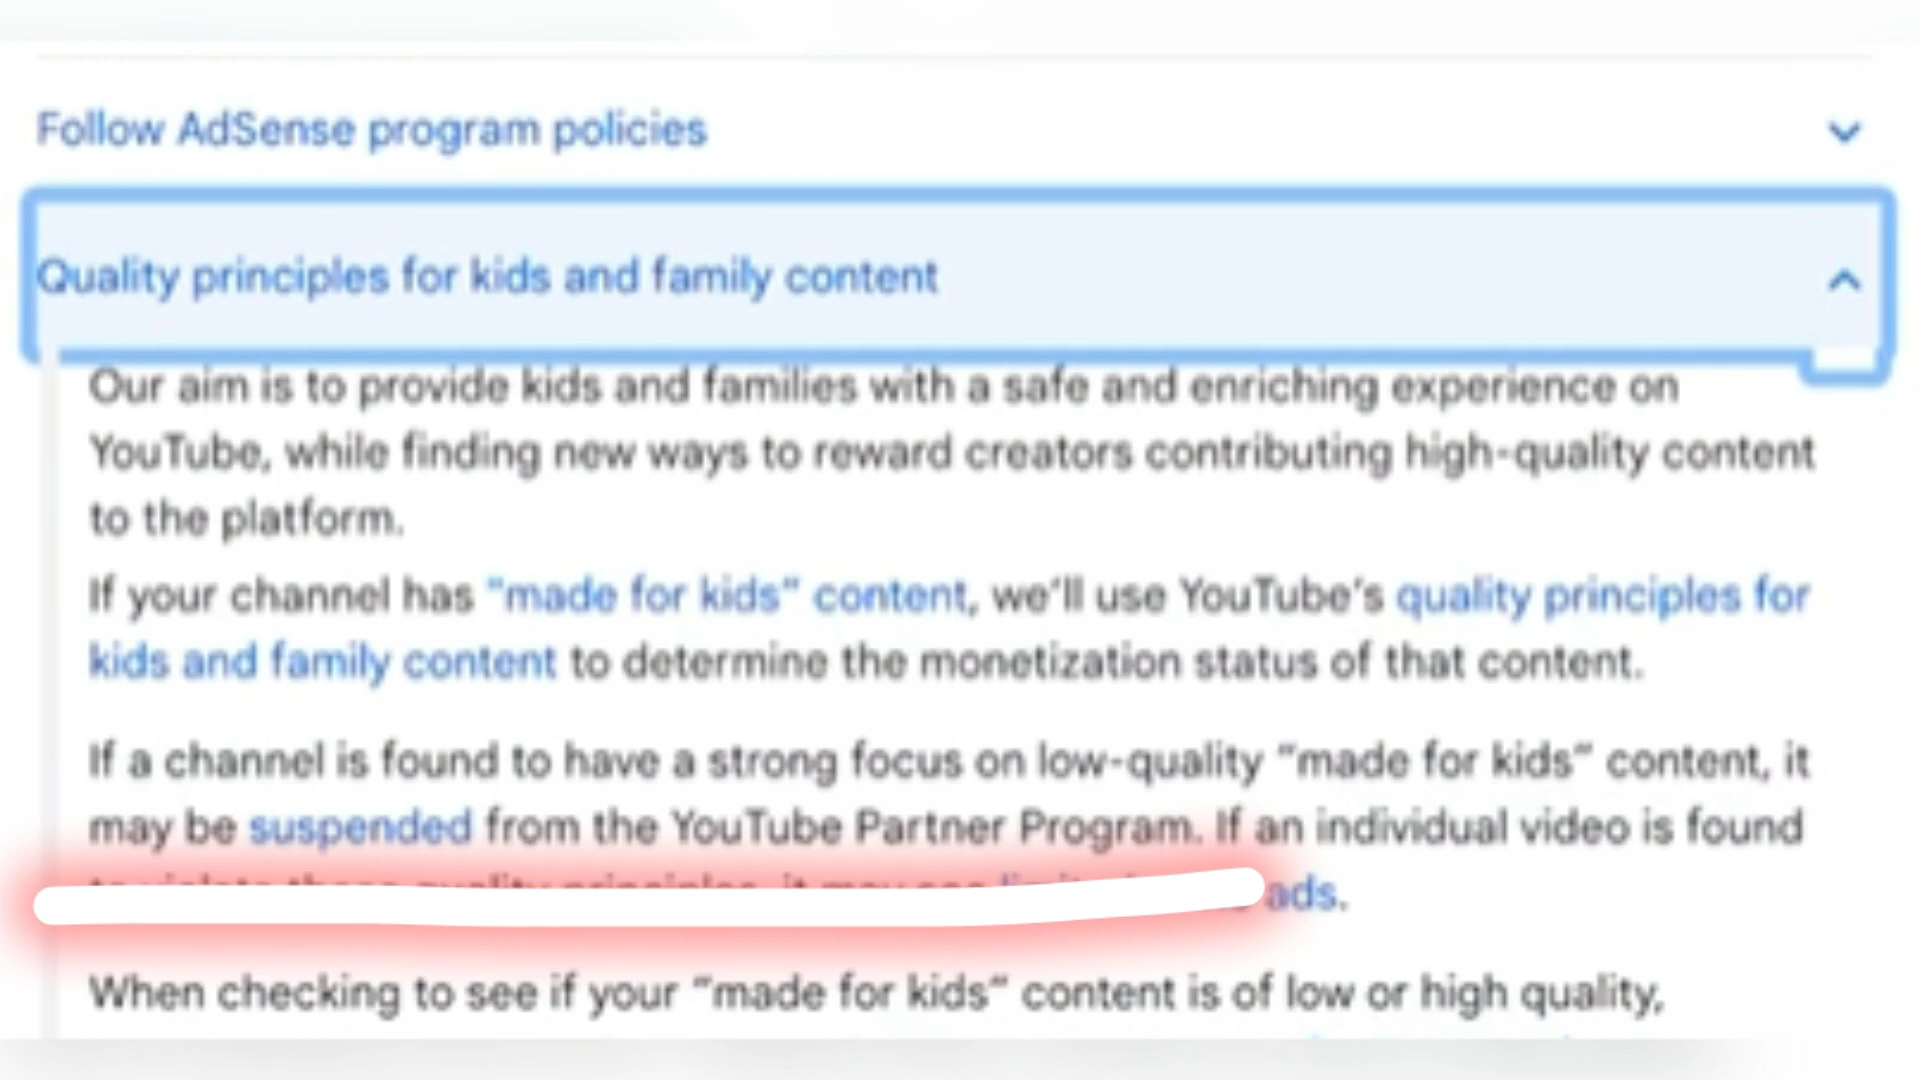 Follow AdSense program policies
Quality principles for kids and family content
Our aim is to provide kids and families with a safe and enriching experience on
YouTube, while finding new ways to reward creators contributing high-quality content
to the platform.
If your channel has "made for kids" content, we'll use YouTube's quality principles for
kids and family content to determine the monetization status of that content.
If a channel is found to have a strong focus on low-quality "made for kids" content, it
may be suspended from the YouTube Partner Program. If an individual video is found
ads.
When checking to see if your "made for kids" content is of low or high quality,